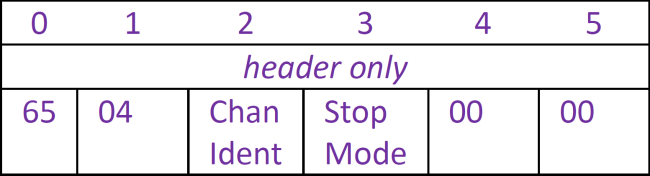 0 1 2 3 4 5
header only
65 04 Chan Stop 00 00
Ident Mode